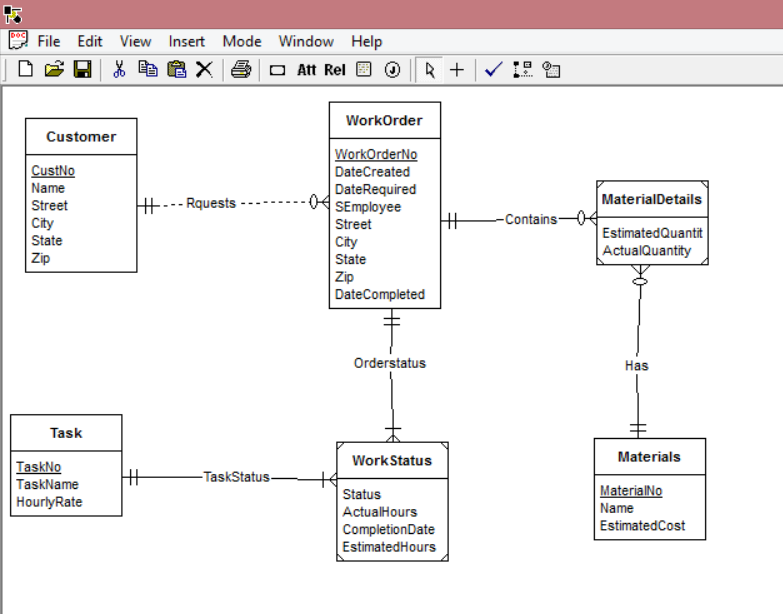 DOC File Edit View Insert Mode Window Help
Att Rel
Customer
CustNo
Name
Street
City
State
Zip
Rquests
WorkOrder
WorkOrderNo
DateCreated
DateRequired
SEmployee
Street
City
State
Zip
DateCompleted
Contains
MaterialDetails
EstimatedQuantit
ActualQuantity
Orderstatus
Has
Task
TaskNo
TaskName
HourlyRate
TaskStatus
WorkStatus
Status
ActualHours
CompletionDate
EstimatedHours
Materials
MaterialNo
Name
EstimatedCost